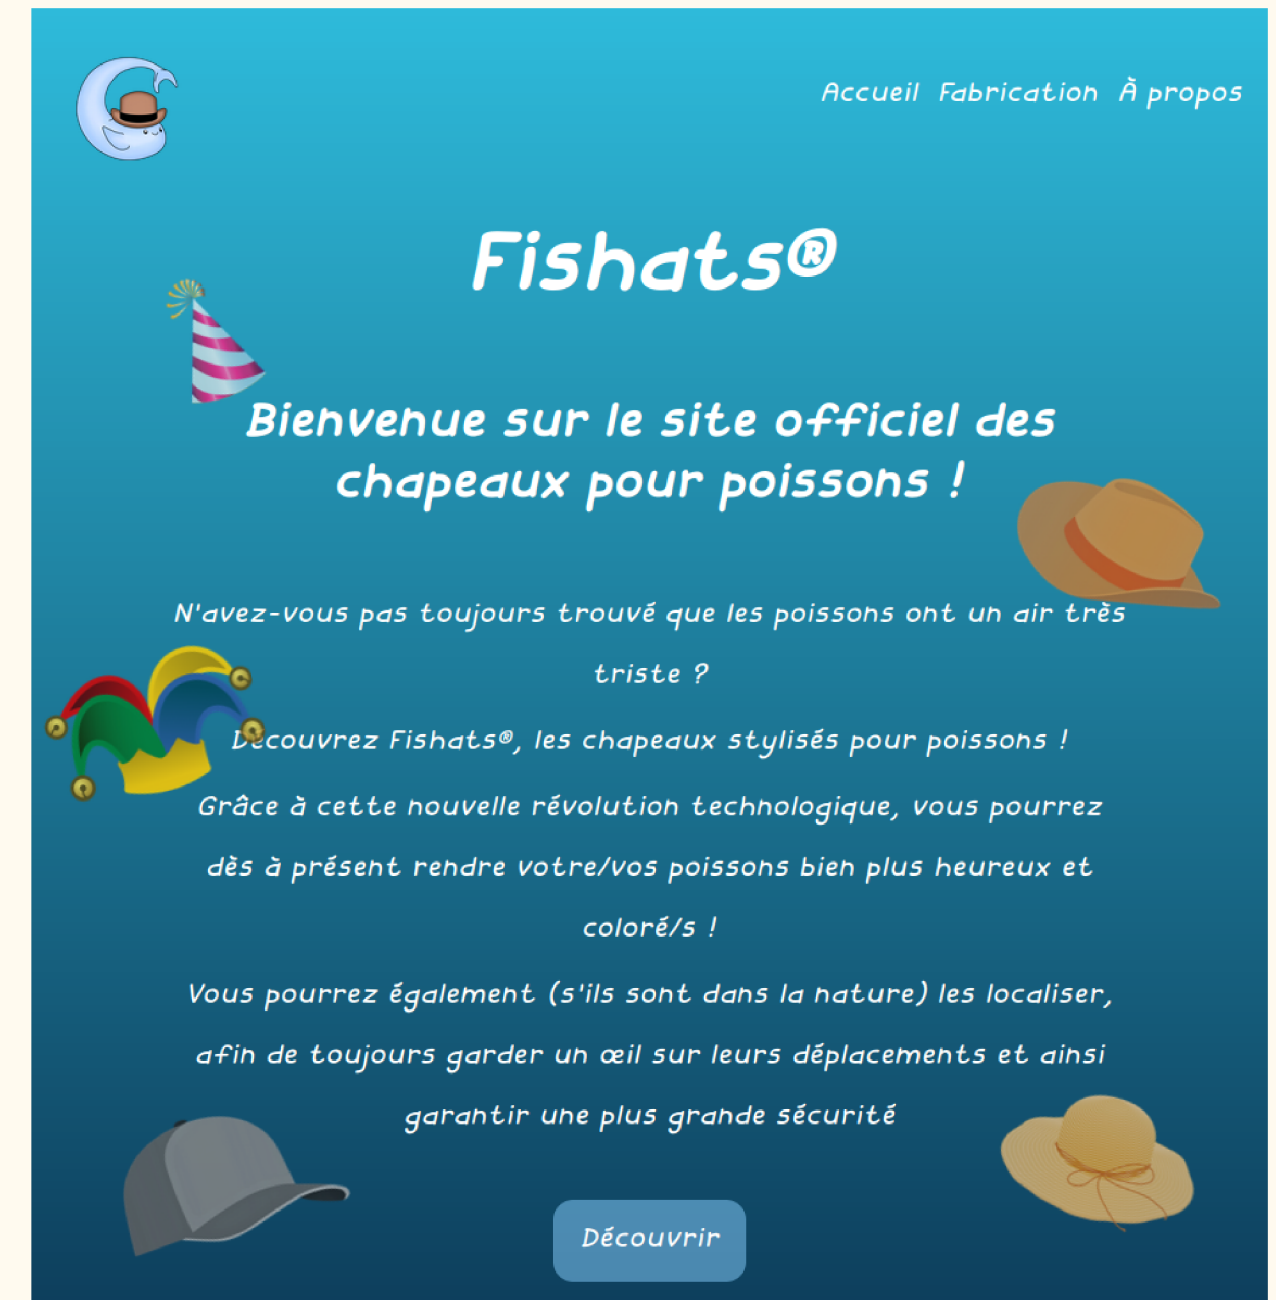 Accueil Fabrication À propos
Fishats®
Bienvenue sur le site officiel des
chapeaux pour poissons !
N'avez-vous pas toujours trouvé que les poissons ont un air très
triste ?
Découvrez Fishats®, les chapeaux stylisés pour poissons !
Grâce à cette nouvelle révolution technologique, vous pourrez
dès à présent rendre votre/vos poissons bien plus heureux et
coloré/s !
Vous pourrez également (s'ils sont dans la nature) les localiser,
afin de toujours garder un œil sur leurs déplacements et ainsi
garantir une plus grande sécurité
Découvrir